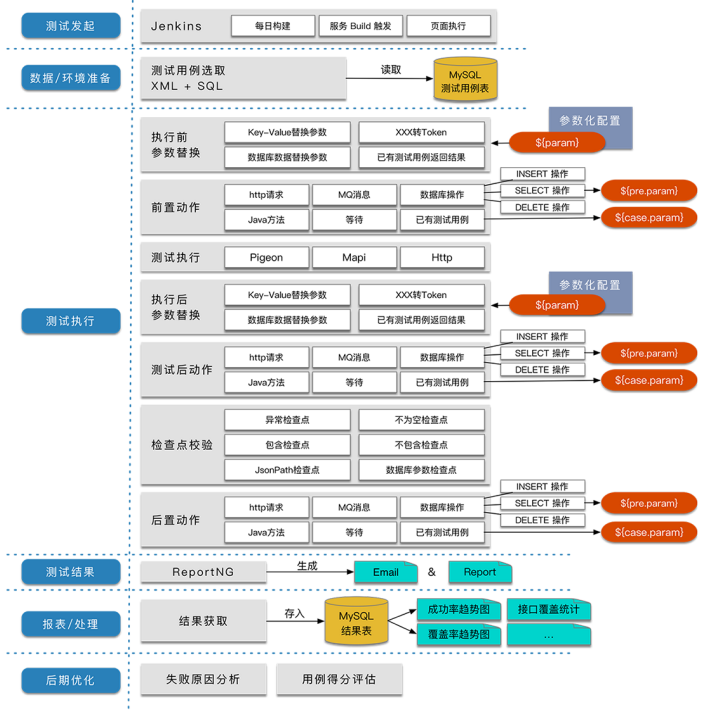 测试发起
Jenkins
每日构建
服务 Build 触发
页面执行
数据/环境准备
测试用例选取
XML + SQL
读取
MySQL
测试用例表
测试执行
执行前
参数替换
Key-Value替换参数
XXX转Token
数据库数据替换参数
已有测试用例返回结果
参数化配置
${param}
前置动作
http请求
MQ消息
数据库操作
Java方法
等待
已有测试用例
INSERT 操作
SELECT 操作
DELETE 操作
${pre.param}
${case.param}
测试执行
Pigeon
Mapi
Http
执行后
参数替换
Key-Value替换参数
XXX转Token
数据库数据替换参数
已有测试用例返回结果
参数化配置
${param}
测试后动作
http请求
MQ消息
数据库操作
Java方法
等待
已有测试用例
INSERT 操作
SELECT 操作
DELETE 操作
${pre.param}
${case.param}
检查点校验
异常检查点
不为空检查点
包含检查点
不包含检查点
JsonPath检查点
数据库参数检查点
后置动作
http请求
MQ消息
数据库操作
Java方法
等待
已有测试用例
INSERT 操作
SELECT 操作
DELETE 操作
${pre.param}
${case.param}
测试结果
ReportNG
生成
Email
&
Report
报表/处理
结果获取
存入
MySQL
结果表
成功率趋势图
接口覆盖统计
覆盖率趋势图
...
后期优化
失败原因分析
用例得分评估